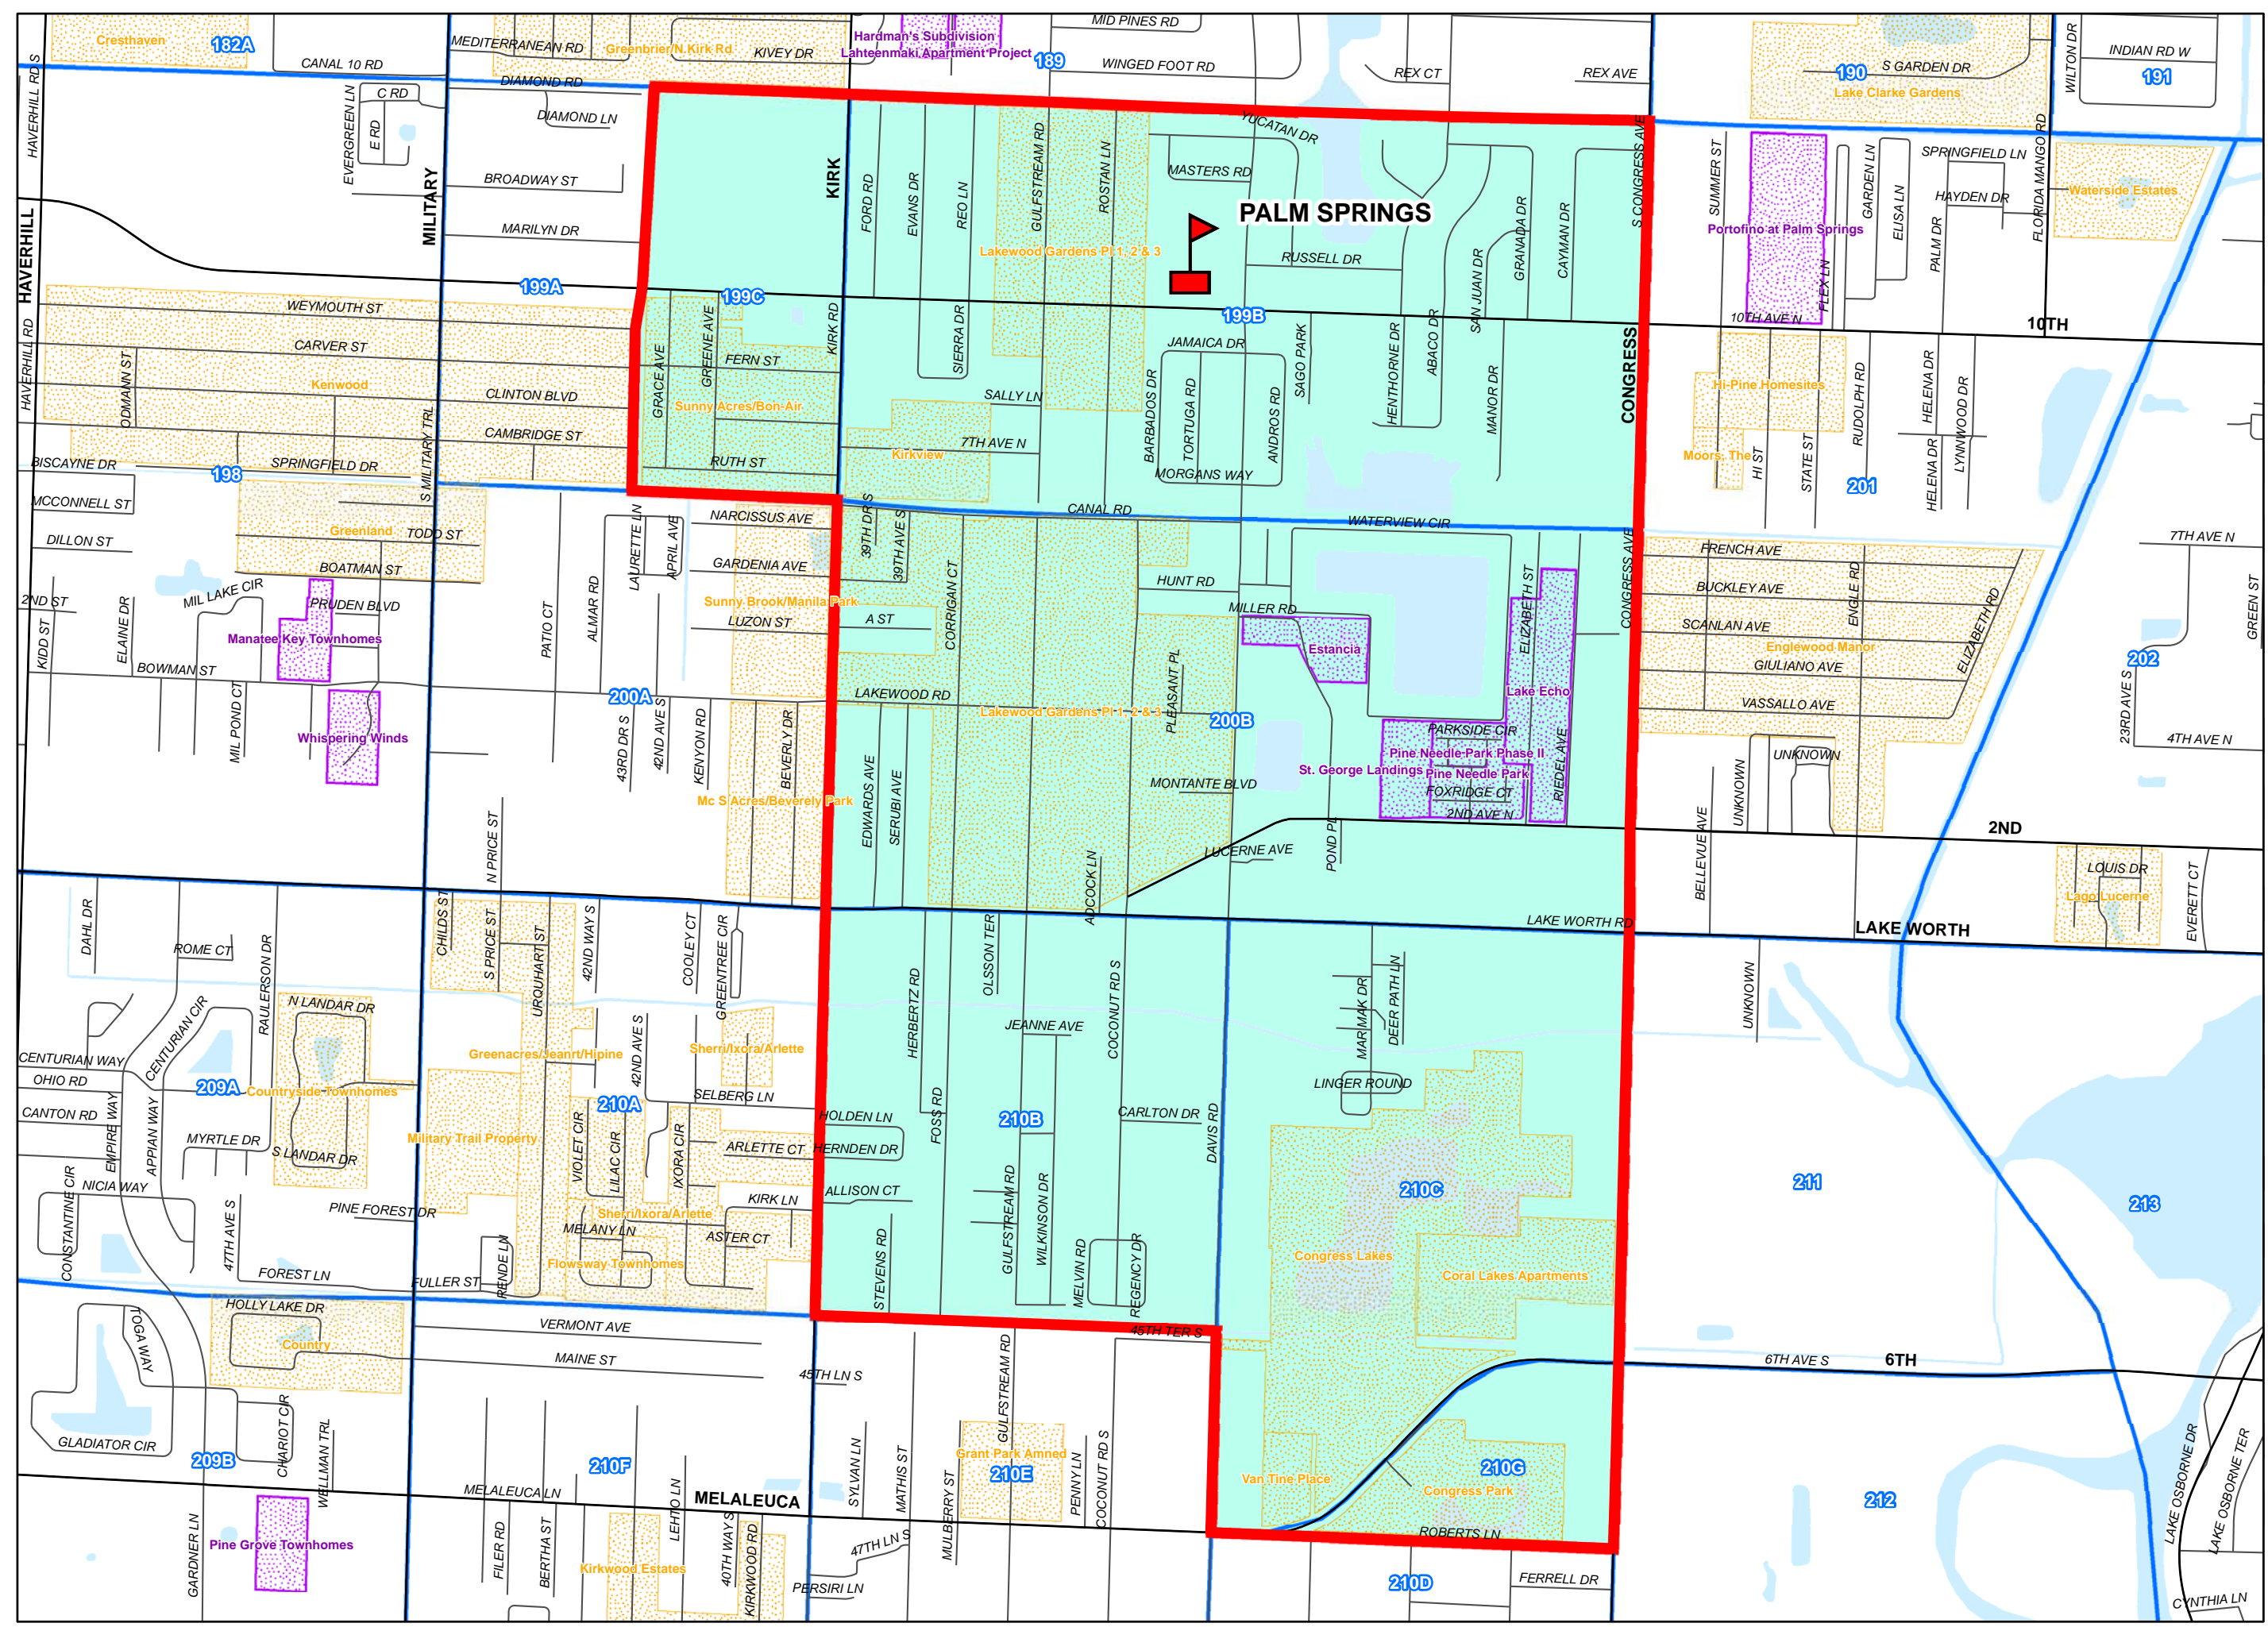 Cresthaven
182A
CANAL 10 RD
MEDITERRANEAN RD
Greenbrier/N.Kirk Rd
KIVEY DR
Hardman's Subdivision
Lahteenmaki Apartment Project
MID PINES RD
189
WINGED FOOT RD
REX CT
REX AVE
190
S GARDEN DR
Lake Clarke Gardens
WILTON DR
INDIAN RD W
191
HAVERHILL RD S
EVERGREEN LN
C RD
E RD
DIAMOND RD
DIAMOND LN
BROADWAY ST
MARILYN DR
MILITARY
HAVERHILL
KIRK
FORD RD
EVANS DR
REO LN
GULFSTREAM RD
ROSTAN LN
YUCATAN DR
MASTERS RD
PALM SPRINGS
RUSSELL DR
SAN JUAN DR
GRANADA DR
CAYMAN DR
S CONGRESS AVE
SUMMER ST
Portofino at Palm Springs
FLEX LN
GARDEN LN
ELISA LN
PALM DR
SPRINGFIELD LN
HAYDEN DR
FLORIDA MANGO RD
Waterside Estates
Lakewood Gardens Pl 1, 2 & 3
199A
199C
199B
10TH AVE N
10TH
HAVERHILL RD
WEYMOUTH ST
CARVER ST
ODMANN ST
Kenwood
CLINTON BLVD
CAMBRIDGE ST
S MILITARY TRL
BISCAYNE DR
198
SPRINGFIELD DR
GRACE AVE
GREENE AVE
FERN ST
Sunny Acres/Bon-Air
RUTH ST
KIRK RD
SIERRA DR
SALLY LN
7TH AVE N
Kirkview
BARBADOS DR
JAMAICA DR
TORTUGA RD
ANDROS RD
MORGANS WAY
SAGO PARK
HENTHORNE DR
ABACO DR
MANOR DR
CONGRESS
Hi-Pine Homesites
Moors, The
HI ST
STATE ST
RUDOLPH RD
201
HELENA DR
HELENA DR
LYNNWOOD DR
MCCONNELL ST
DILLON ST
Greenland
TODD ST
BOATMAN ST
2ND ST
KIDD ST
ELAINE DR
MIL LAKE CIR
PRUDEN BLVD
Manatee Key Townhomes
BOWMAN ST
MIL POND CT
Whispering Winds
PATIO CT
ALMAR RD
LAURETTE LN
APRIL AVE
NARCISSUS AVE
GARDENIA AVE
Sunny Brook/Manila Park
LUZON ST
200A
43RD DR S
42ND AVE S
KENYON RD
BEVERLY DR
Mc S Acres/Beverely Park
39TH DR S
39TH AVE S
CORRIGAN CT
CANAL RD
A ST
LAKEWOOD RD
Lakewood Gardens Pl 1, 2 & 3
EDWARDS AVE
SERUBI AVE
HUNT RD
PLEASANT PL
MONTANTE BLVD
200B
ADCOCK LN
WATERVIEW CIR
MILLER RD
Estancia
ELIZABETH ST
Lake Echo
PARKSIDE CIR
Pine Needle Park Phase II
St. George Landings
Pine Needle Park
FOXRIDGE CT
2ND AVE N
RIEDEL AVE
POND PL
LUCERNE AVE
CONGRESS AVE
FRENCH AVE
BUCKLEY AVE
SCANLAN AVE
Englewood Manor
GIULIANO AVE
VASSALLO AVE
ENGLE RD
ELIZABETH RD
UNKNOWN
UNKNOWN
BELLEVUE AVE
7TH AVE N
GREEN ST
202
23RD AVE S
4TH AVE N
2ND
LOUIS DR
Lago Lucerne
EVERETT CT
LAKE WORTH RD
LAKE WORTH
N PRICE ST
DAHL DR
ROME CT
RAULERSON DR
CHILDS ST
S PRICE ST
URQUHART ST
42ND WAY S
COOLEY CT
GREENTREE CIR
N LANDAR DR
CENTURIAN CIR
CENTURIAN WAY
OHIO RD
CANTON RD
209A
Countryside Townhomes
EMPIRE WAY
APPIAN WAY
MYRTLE DR
S LANDAR DR
CONSTANTINE CIR
NICIA WAY
47TH AVE S
PINE FOREST DR
FOREST LN
FULLER ST
Military Trail Property
Greenacres/Jeanrt/Hipine
210A
42ND AVE S
Sherri/Ixora/Arlette
SELBERG LN
VIOLET CIR
LILAC CIR
IXORA CIR
ARLETTE CT
KIRK LN
Sherri/Ixora/Arlette
MELANY LN
ASTER CT
RENDE LN
Flowsway Townhomes
HERBERTZ RD
OLSSON TER
JEANNE AVE
COCONUT RD S
HOLDEN LN
HERNDEN DR
FOSS RD
210B
CARLTON DR
DAVIS RD
ALLISON CT
STEVENS RD
GULFSTREAM RD
WILKINSON DR
MELVIN RD
REGENCY DR
MARIMAK DR
DEER PATH LN
LINGER ROUND
210C
Congress Lakes
Coral Lakes Apartments
UNKNOWN
211
213
TOGA WAY
HOLLY LAKE DR
Country
VERMONT AVE
MAINE ST
45TH LN S
45TH TER S
6TH AVE S
6TH
GLADIATOR CIR
209B
CHARIOT CIR
WELLMAN TRL
210F
SYLVAN LN
MATHIS ST
MULBERRY ST
GULFSTREAM RD
Grant Park Amned
210E
PENNY LN
COCONUT RD S
Van Tine Place
210G
Congress Park
ROBERTS LN
212
LAKE OSBORNE DR
LAKE OSBORNE TER
MELALEUCA LN
MELALEUCA
GARDNER LN
Pine Grove Townhomes
FILER RD
BERTHA ST
Kirkwood Estates
LEHTO LN
40TH WAY S
KIRKWOOD RD
47TH LN S
PERSIRI LN
210D
FERRELL DR
CYNTHIA LN